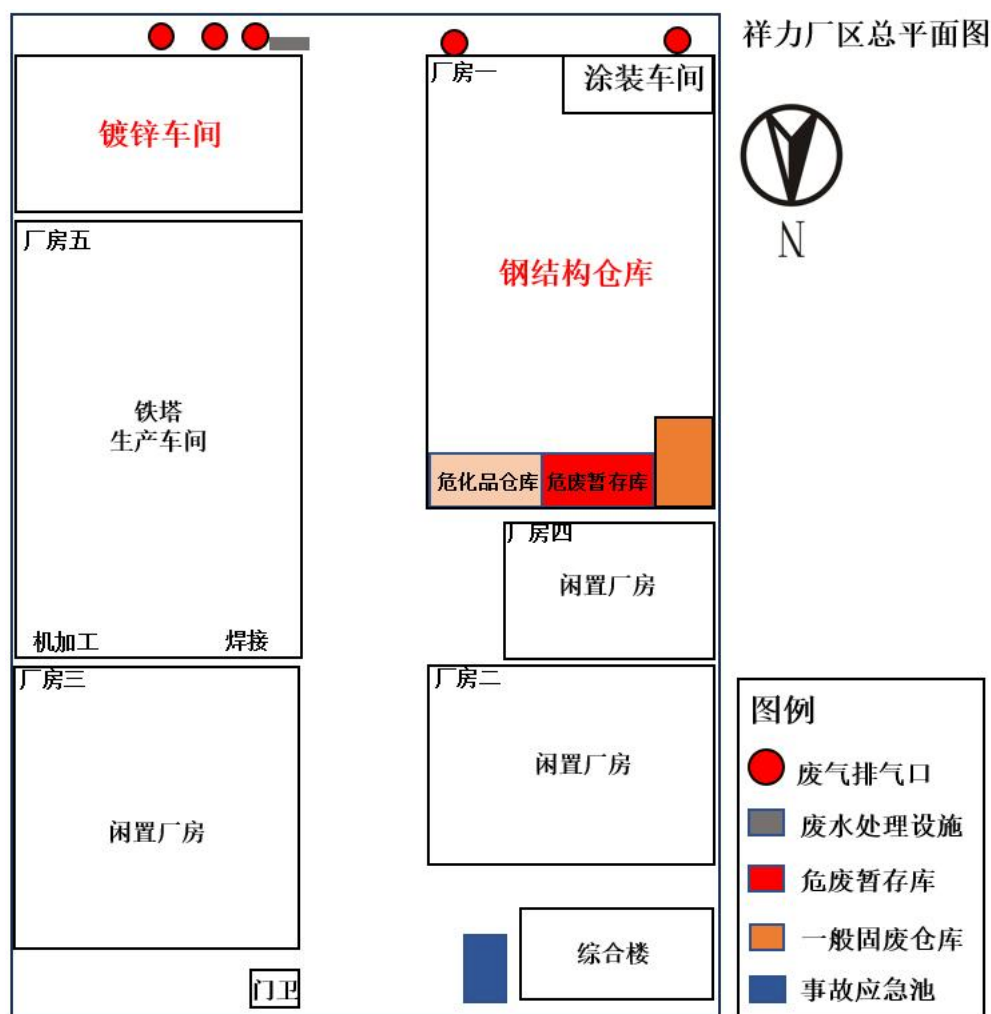 祥力厂区总平面图
N
镀锌车间
厂房一
涂装车间
钢结构仓库
危化品仓库
危废暂存库
厂房五
铁塔
生产车间
机加工
焊接
厂房四
闲置厂房
厂房三
闲置厂房
厂房二
闲置厂房
综合楼
门卫
图例
废气排气口
废水处理设施
危废暂存库
一般固废仓库
事故应急池